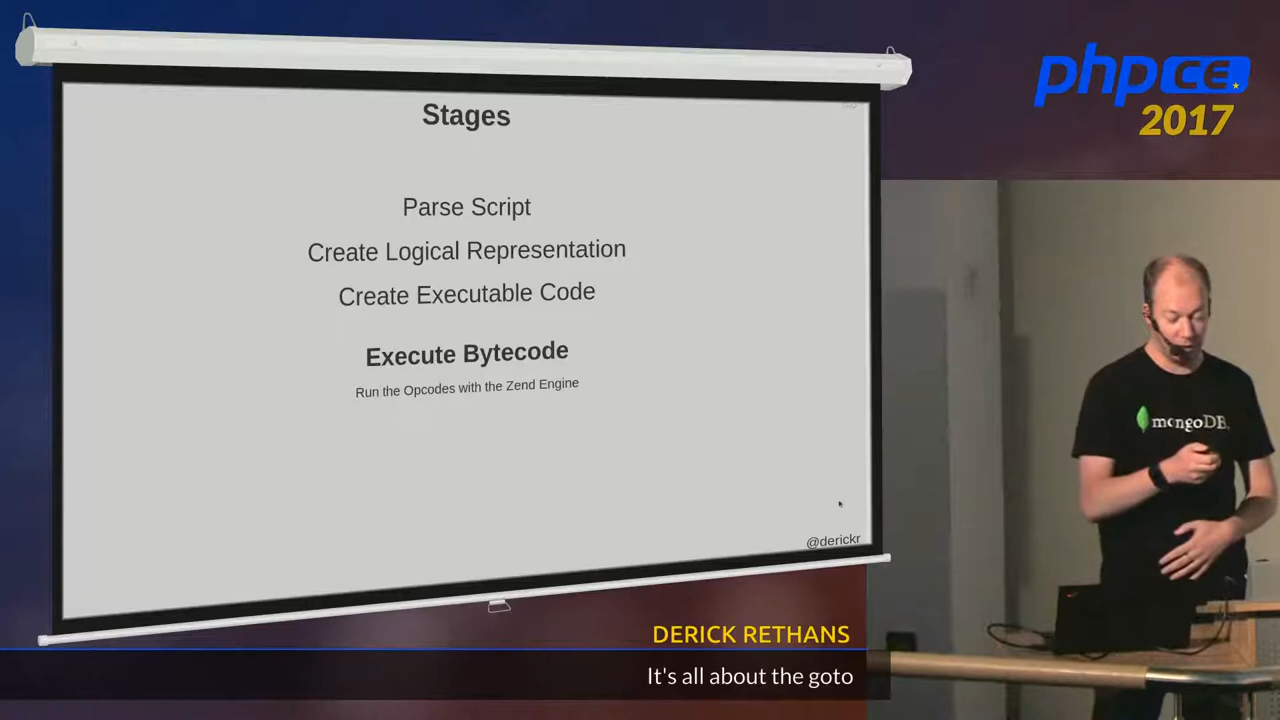 Stages
Parse Script
Create Logical Representation
Create Executable Code
Execute Bytecode
Run the Opcodes with the Zend Engine
@derickr
phpCE
2017
mongoDB
DERICK RETHANS
It's all about the goto